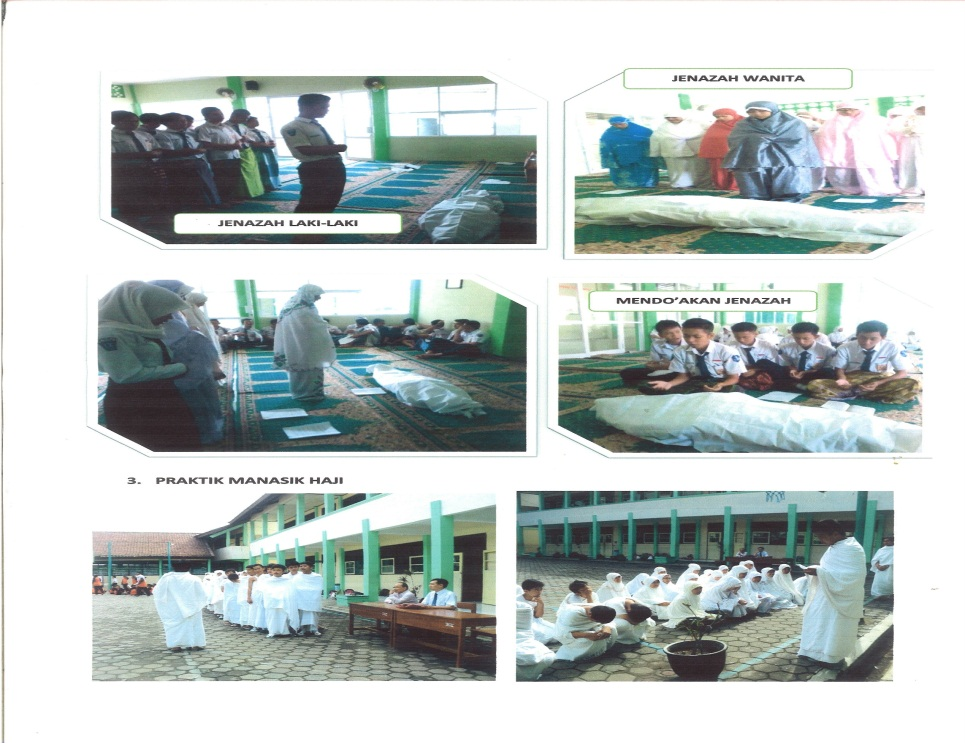 JENAZAH WANITA
JENAZAH LAKI-LAKI
MENDO’AKAN JENAZAH
3. PRAKTIK MANASIK HAJI